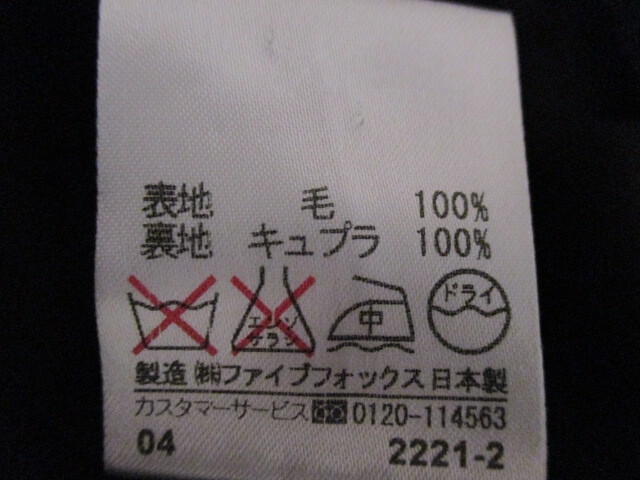 表地 毛 100%
裏地 キュプラ 100%
エンソ サラシ 中 ドライ
製造 ㈱ファイブフォックス 日本製
カスタマーサービス 0120-114563
04 2221-2